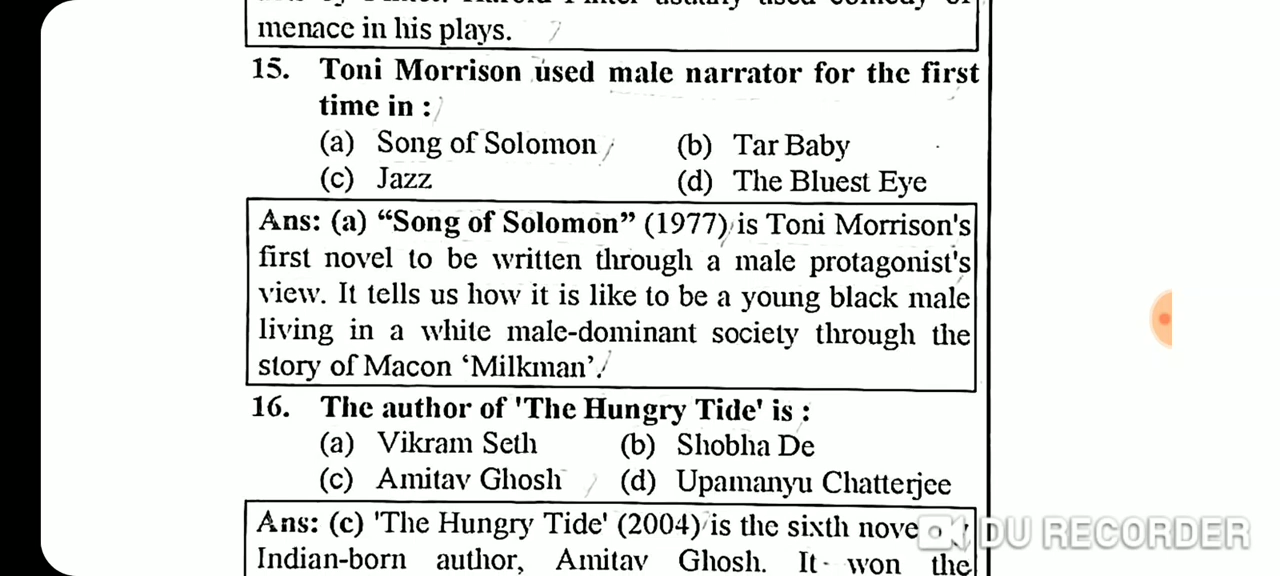 menace in his plays.
15. Toni Morrison used male narrator for the first
time in :
(a) Song of Solomon (b) Tar Baby
(c) Jazz (d) The Bluest Eye
Ans: (a) “Song of Solomon” (1977) is Toni Morrison's
first novel to be written through a male protagonist's
view. It tells us how it is like to be a young black male
living in a white male-dominant society through the
story of Macon ‘Milkman’.
16. The author of 'The Hungry Tide' is :
(a) Vikram Seth (b) Shobha De
(c) Amitav Ghosh (d) Upamanyu Chatterjee
Ans: (c) 'The Hungry Tide' (2004) is the sixth
Indian-born author, Amitav Ghosh. It won the
DU RECORDER